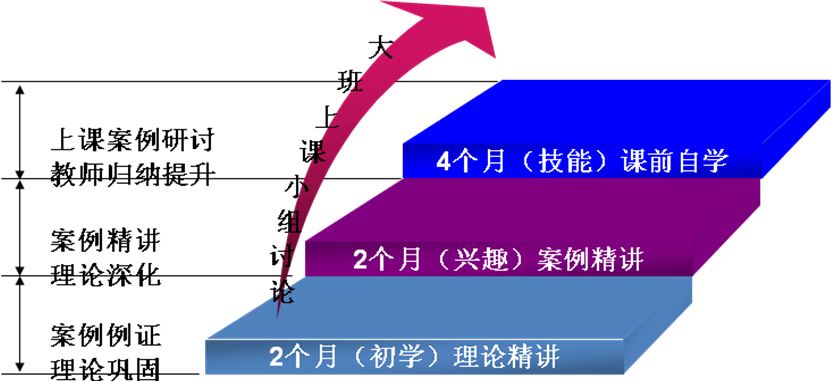 大班上课小组讨论
上课案例研讨
教师归纳提升
4个月（技能）课前自学
案例精讲
理论深化
2个月（兴趣）案例精讲
案例例证
理论巩固
2个月（初学）理论精讲